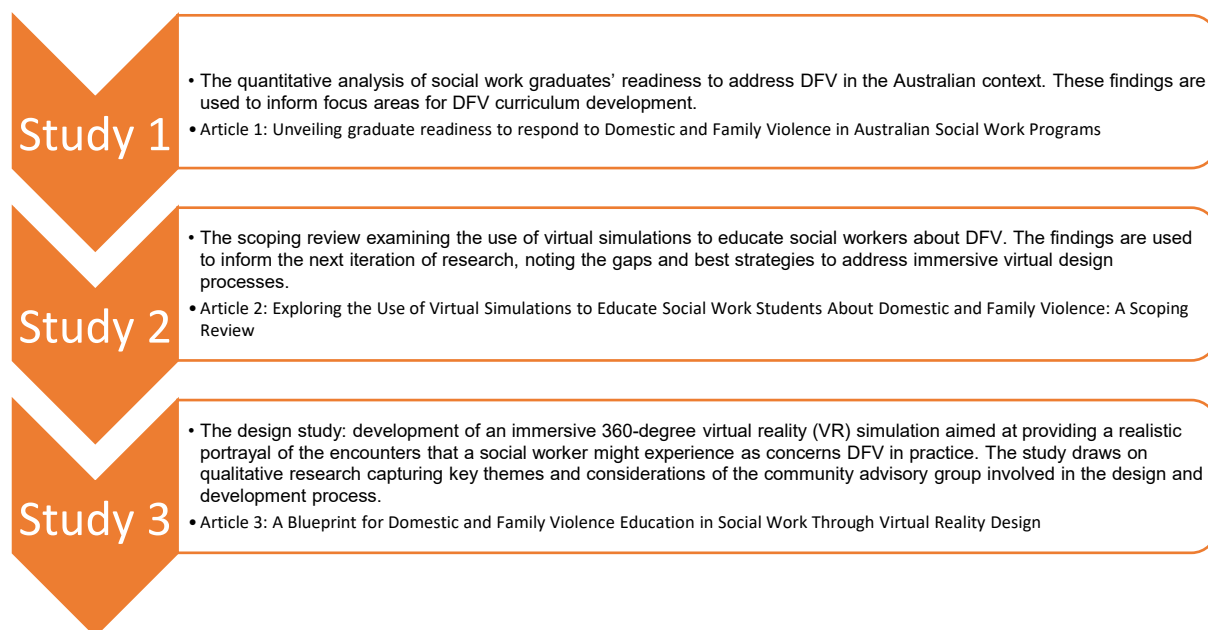 Study 1
• The quantitative analysis of social work graduates’ readiness to address DFV in the Australian context. These findings are
used to inform focus areas for DFV curriculum development.
• Article 1: Unveiling graduate readiness to respond to Domestic and Family Violence in Australian Social Work Programs
Study 2
• The scoping review examining the use of virtual simulations to educate social workers about DFV. The findings are used
to inform the next iteration of research, noting the gaps and best strategies to address immersive virtual design
processes.
• Article 2: Exploring the Use of Virtual Simulations to Educate Social Work Students About Domestic and Family Violence: A Scoping
Review
Study 3
• The design study: development of an immersive 360-degree virtual reality (VR) simulation aimed at providing a realistic
portrayal of the encounters that a social worker might experience as concerns DFV in practice. The study draws on
qualitative research capturing key themes and considerations of the community advisory group involved in the design and
development process.
• Article 3: A Blueprint for Domestic and Family Violence Education in Social Work Through Virtual Reality Design